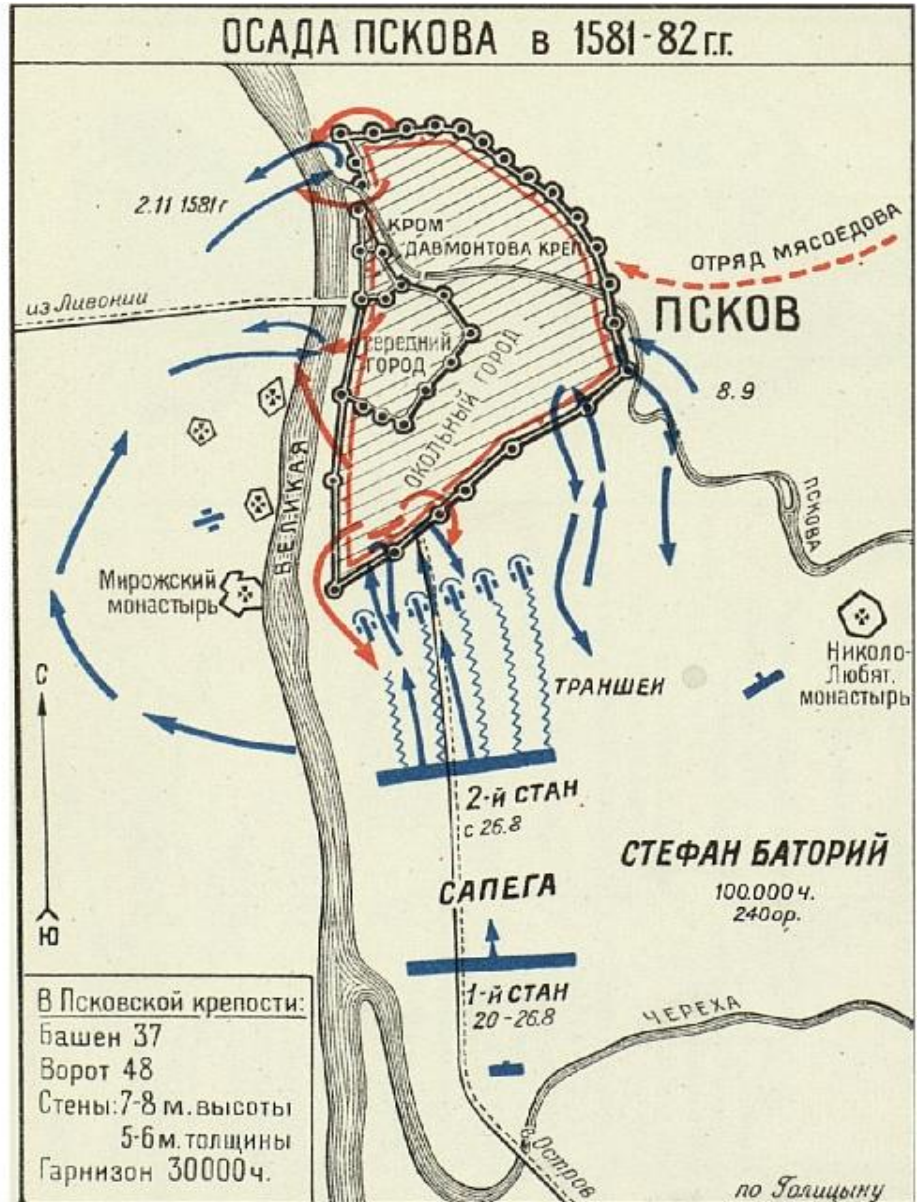 ОСАДА ПСКОВА в 1581-82 г.г.
2.11 1581г
КРОМ
ДАВМОНТОВА КРЕП
ОТРЯД МЯСОЕДОВА
из Ливонии
ПСКОВ
СЕРЕДНИЙ
ГОРОД
ОКОЛЬНЫЙ ГОРОД
8.9
ВЕЛИКАЯ
ПСКОВА
Мирожский
монастырь
Николо-
Любят.
монастырь
С
ТРАНШЕИ
2-й СТАН
с 26.8
СТЕФАН БАТОРИЙ
100.000 ч.
240ор.
САПЕГА
Ю
1-й СТАН
20-26.8
ЧЕРЕХА
В Псковской крепости:
Башен 37
Ворот 48
Стены: 7-8 м. высоты
5-6 м. толщины
Гарнизон 30000 ч.
Остров
по Голицыну